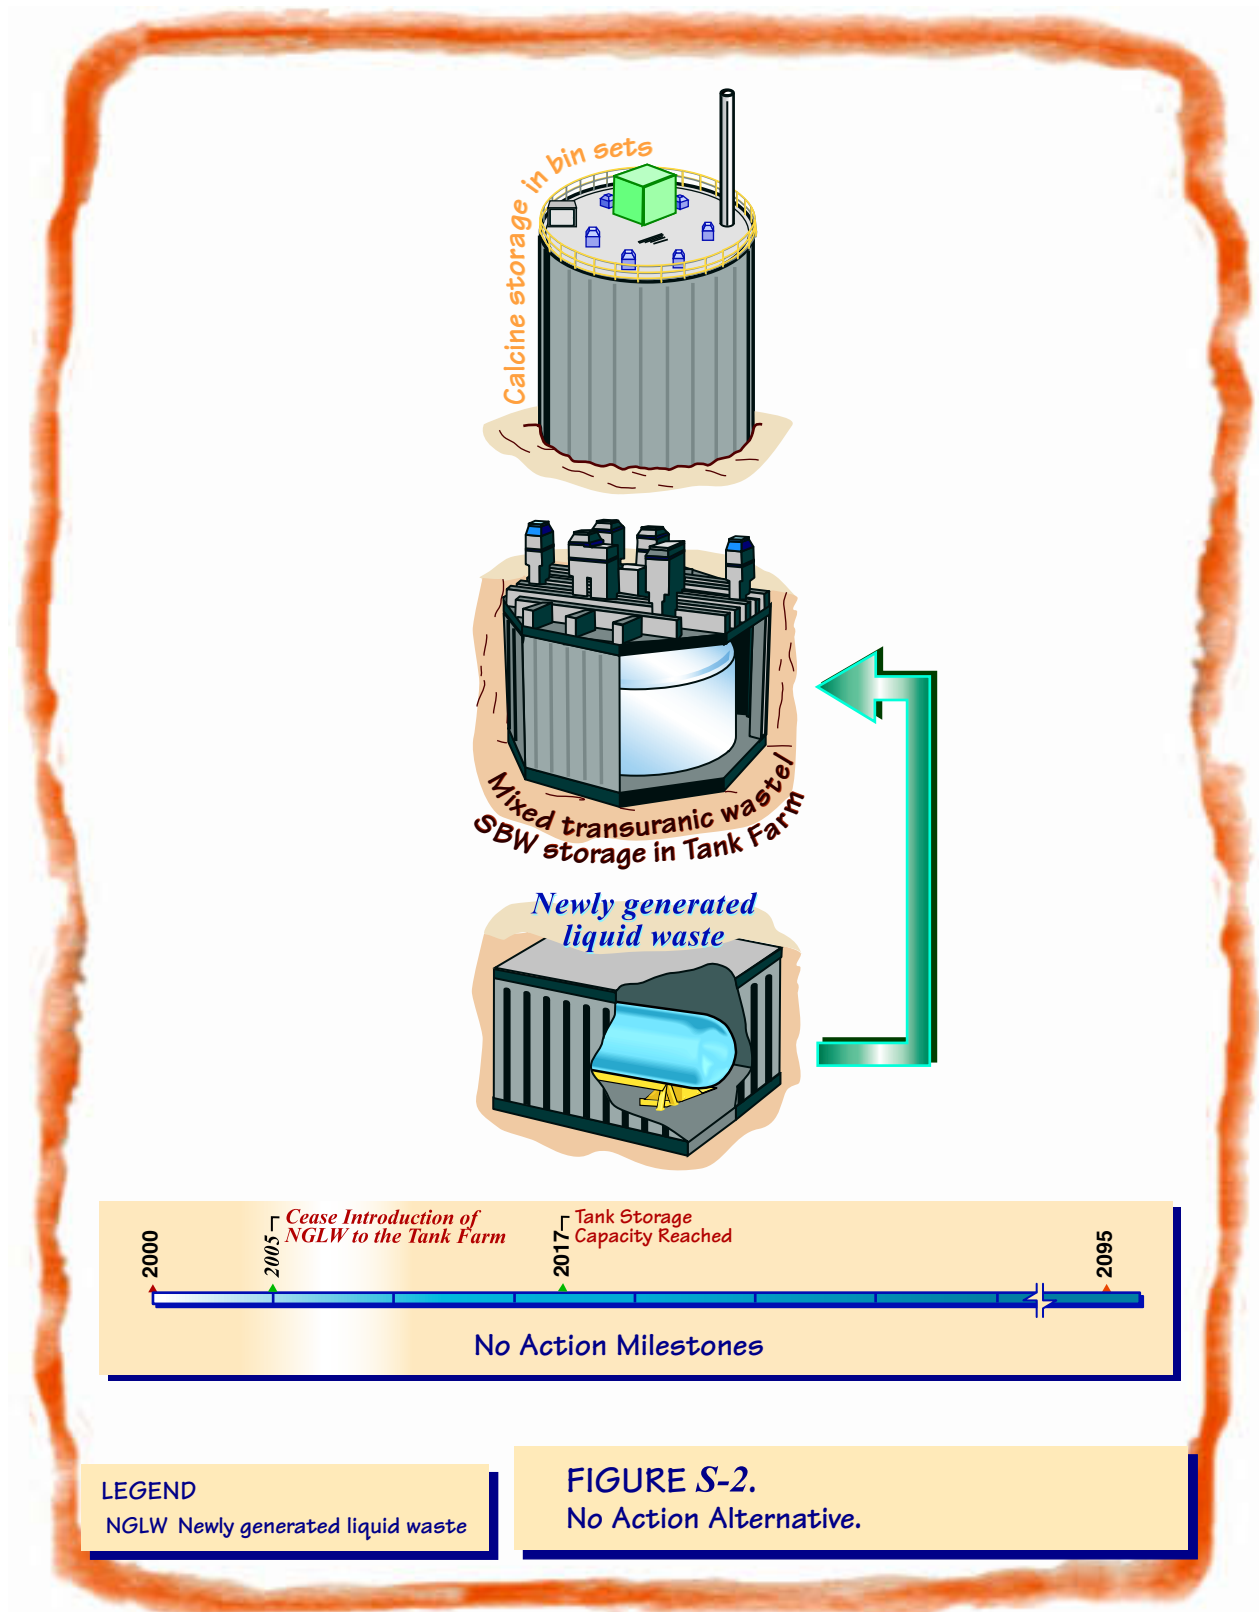 Calcine storage in bin sets
Mixed transuranic waste/
SBW storage in Tank Farm
Newly generated
liquid waste
2000
2005
Cease Introduction of
NGLW to the Tank Farm
2017
Tank Storage
Capacity Reached
2095
No Action Milestones
LEGEND
NGLW Newly generated liquid waste
FIGURE S-2.
No Action Alternative.